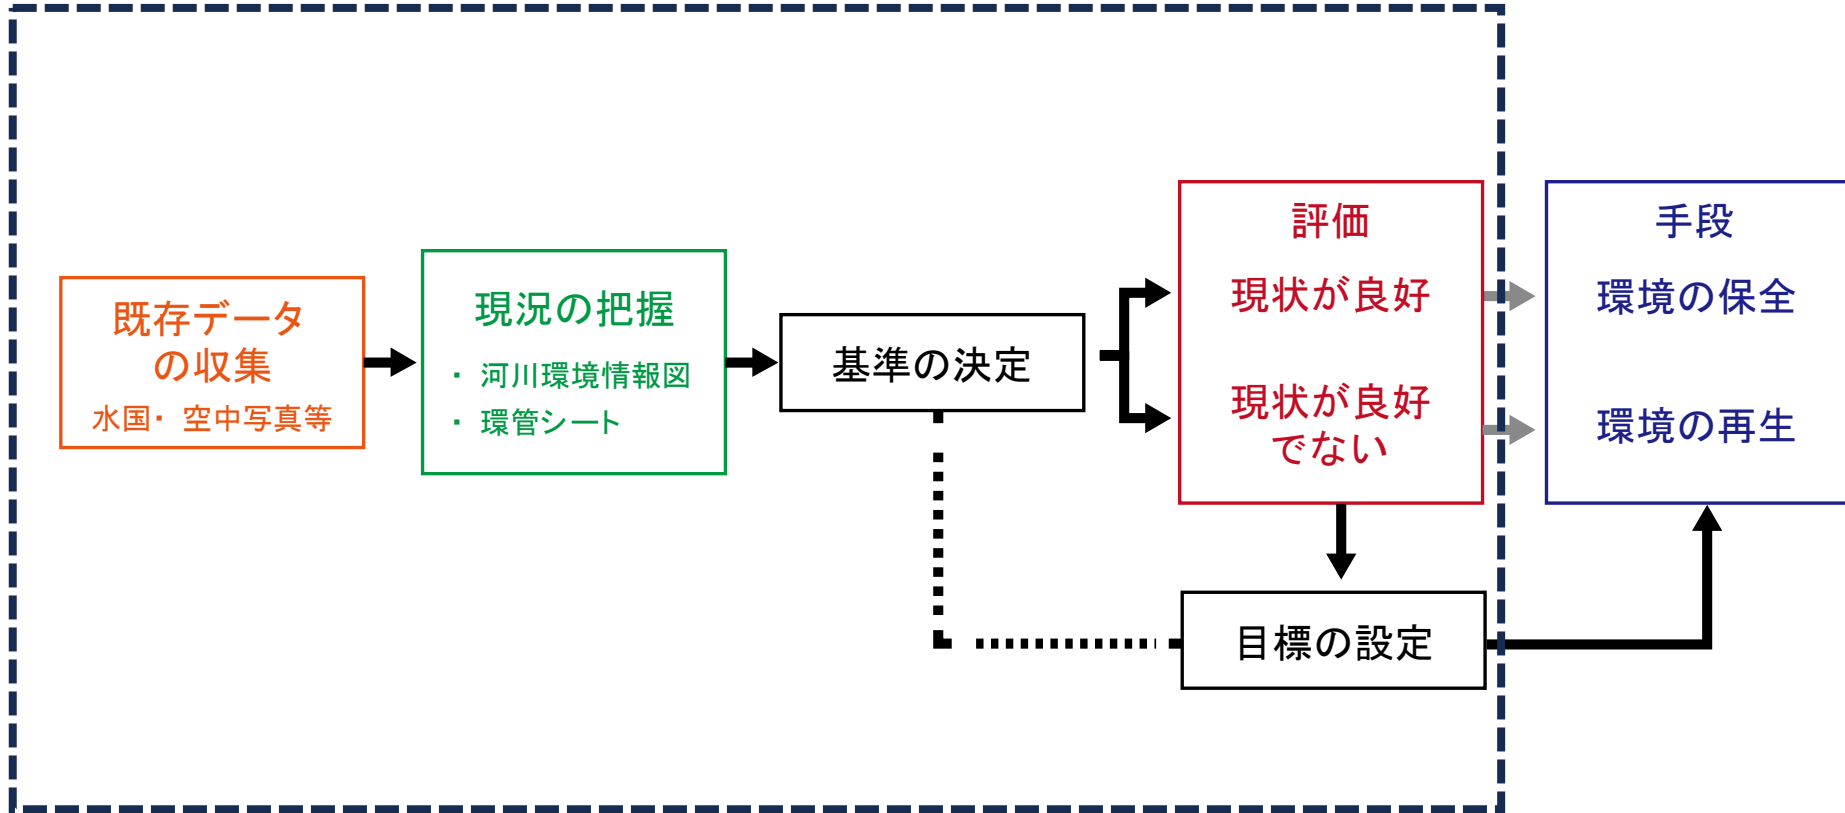 既存データ
の収集
水国・空中写真等
現況の把握
・ 河川環境情報図
・ 環管シート
基準の決定
評価
現状が良好
現状が良好
でない
目標の設定
手段
環境の保全
環境の再生